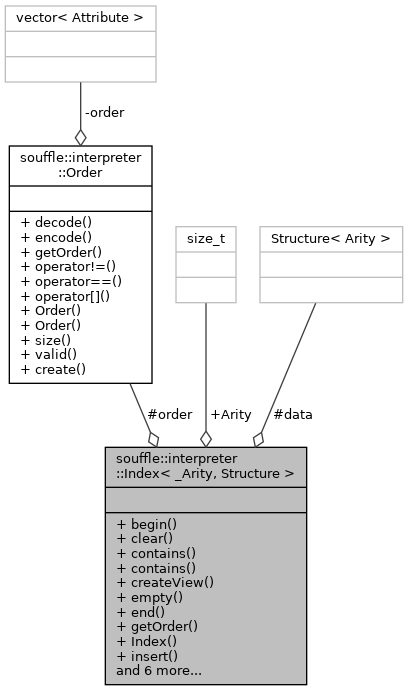 vector< Attribute >
-order
souffle::interpreter
::Order
+ decode()
+ encode()
+ getOrder()
+ operator!=()
+ operator==()
+ operator[]()
+ Order()
+ Order()
+ size()
+ valid()
+ create()
size_t
Structure< Arity >
#order
+Arity
#data
souffle::interpreter
::Index< _Arity, Structure >
+ begin()
+ clear()
+ contains()
+ contains()
+ createView()
+ empty()
+ end()
+ getOrder()
+ Index()
+ insert()
and 6 more...